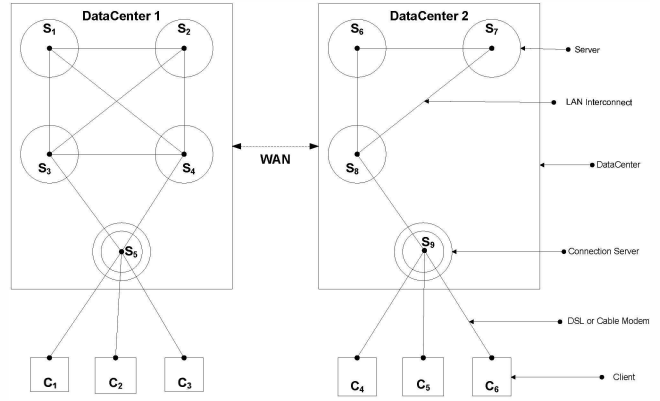 DataCenter 1
DataCenter 2
S1
S2
S6
S7
Server
LAN Interconnect
WAN
S3
S4
S8
DataCenter
S5
S9
Connection Server
DSL or Cable Modem
C1
C2
C3
C4
C5
C6
Client